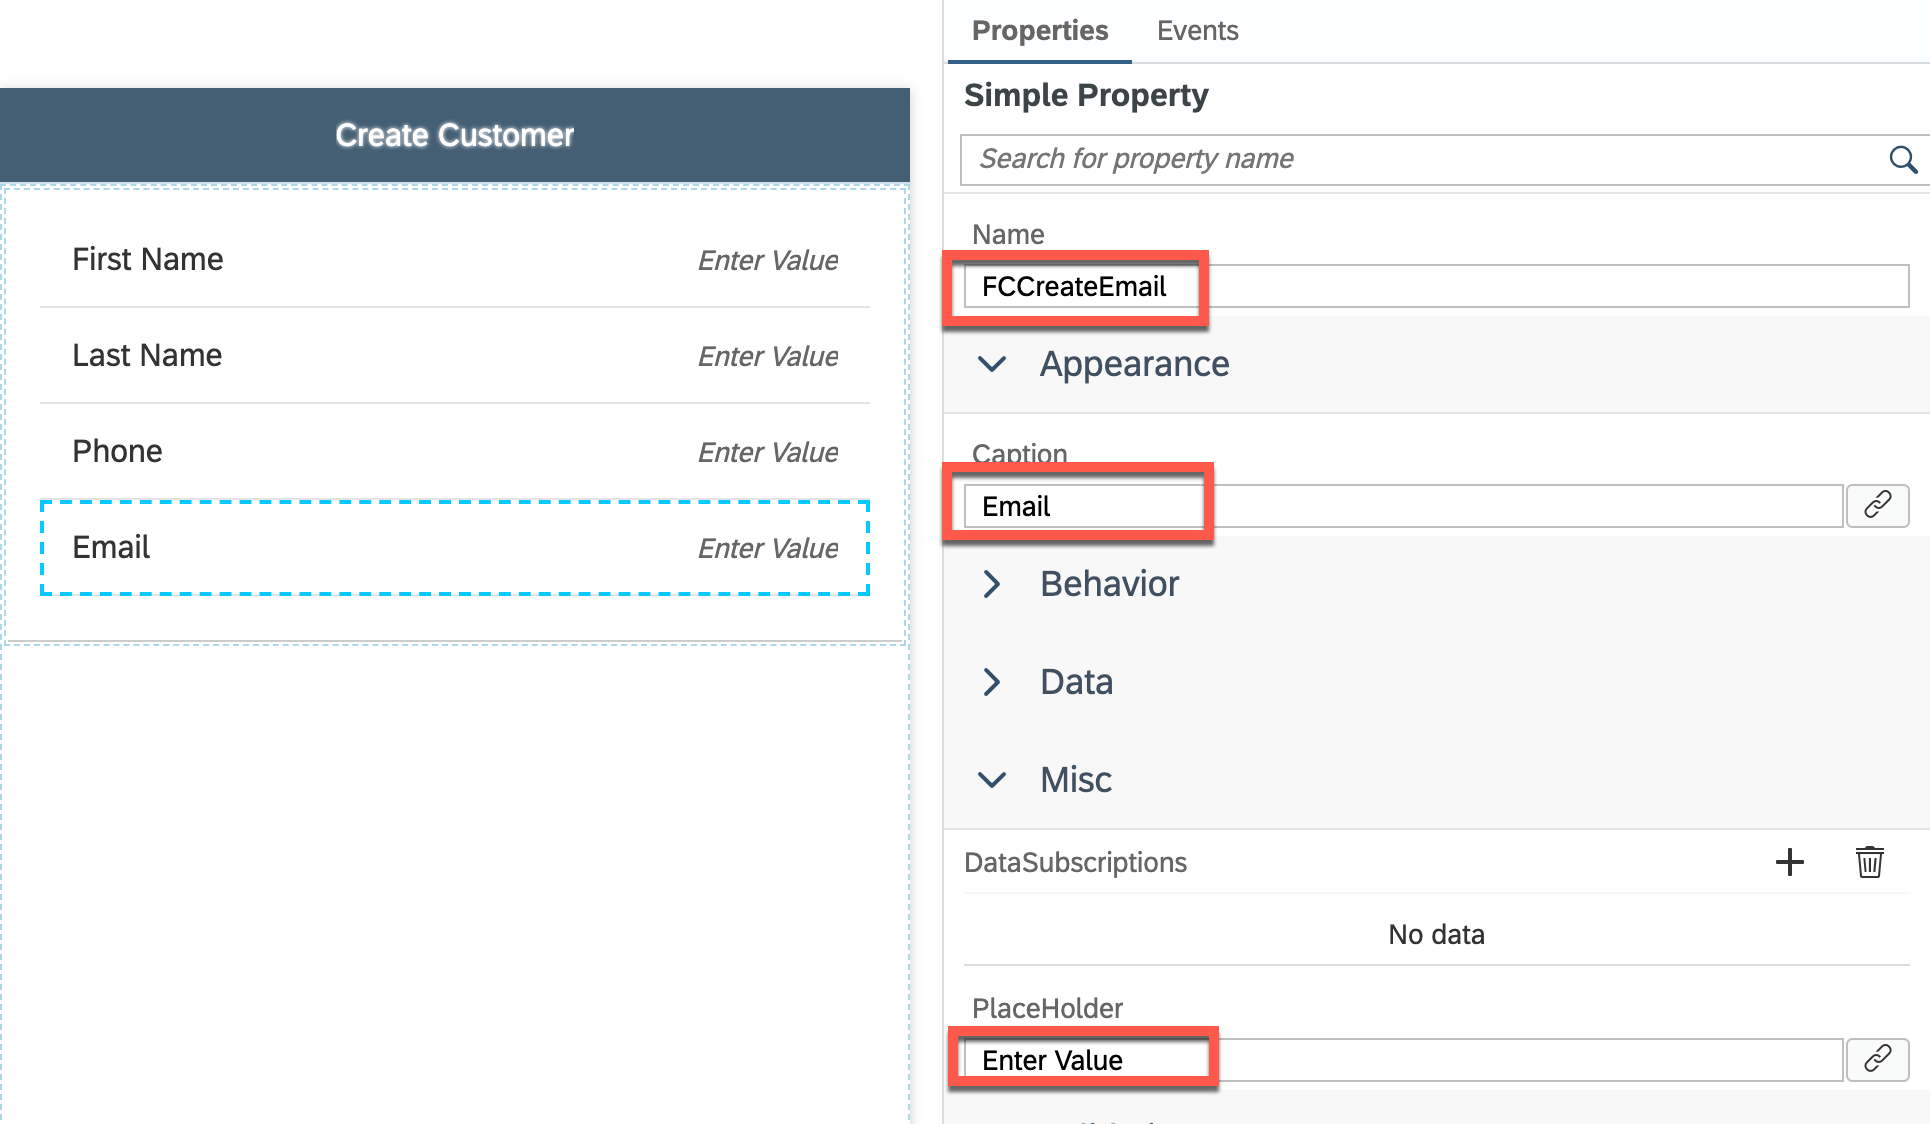 Create Customer
First Name Enter Value
Last Name Enter Value
Phone Enter Value
Email Enter Value
Properties Events
Simple Property
Search for property name
Name
FCCreateEmail
Appearance
Caption
Email
Behavior
Data
Misc
DataSubscriptions
No data
PlaceHolder
Enter Value